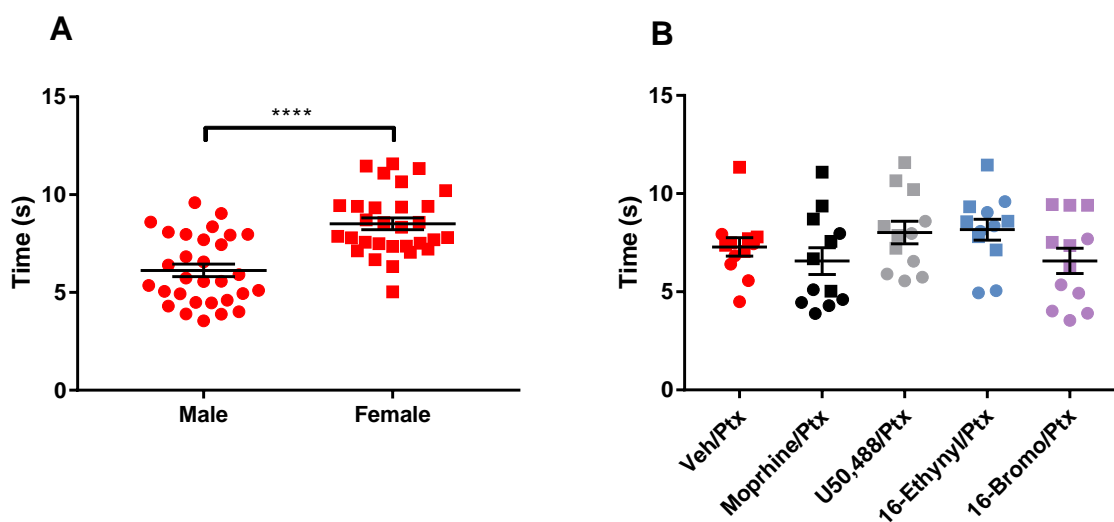 A
Time (s)
15
10
5
0
****
Male
Female
B
Time (s)
15
10
5
0
Veh/Ptx
Moprhine/Ptx
U50,488/Ptx
16-Ethynyl/Ptx
16-Bromo/Ptx